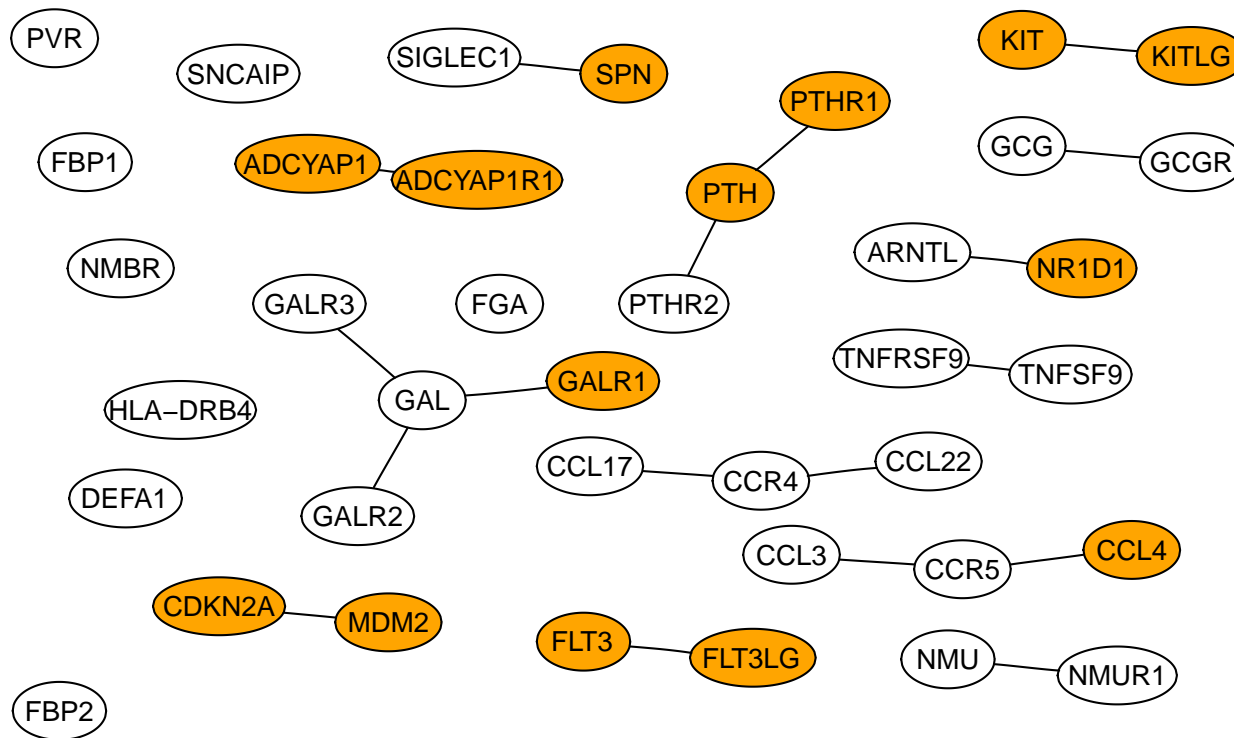 PVR
SNCAIP
SIGLEC1
SPN
KIT
KITLG
PTHR1
FBP1
ADCYAP1
ADCYAP1R1
PTH
GCG
GCGR
NMBR
GALR3
FGA
PTHR2
ARNTL
NR1D1
HLA−DRB4
GAL
GALR1
TNFRSF9
TNFSF9
DEFA1
GALR2
CCL17
CCR4
CCL22
CCL3
CCR5
CCL4
CDKN2A
MDM2
FLT3
FLT3LG
NMU
NMUR1
FBP2